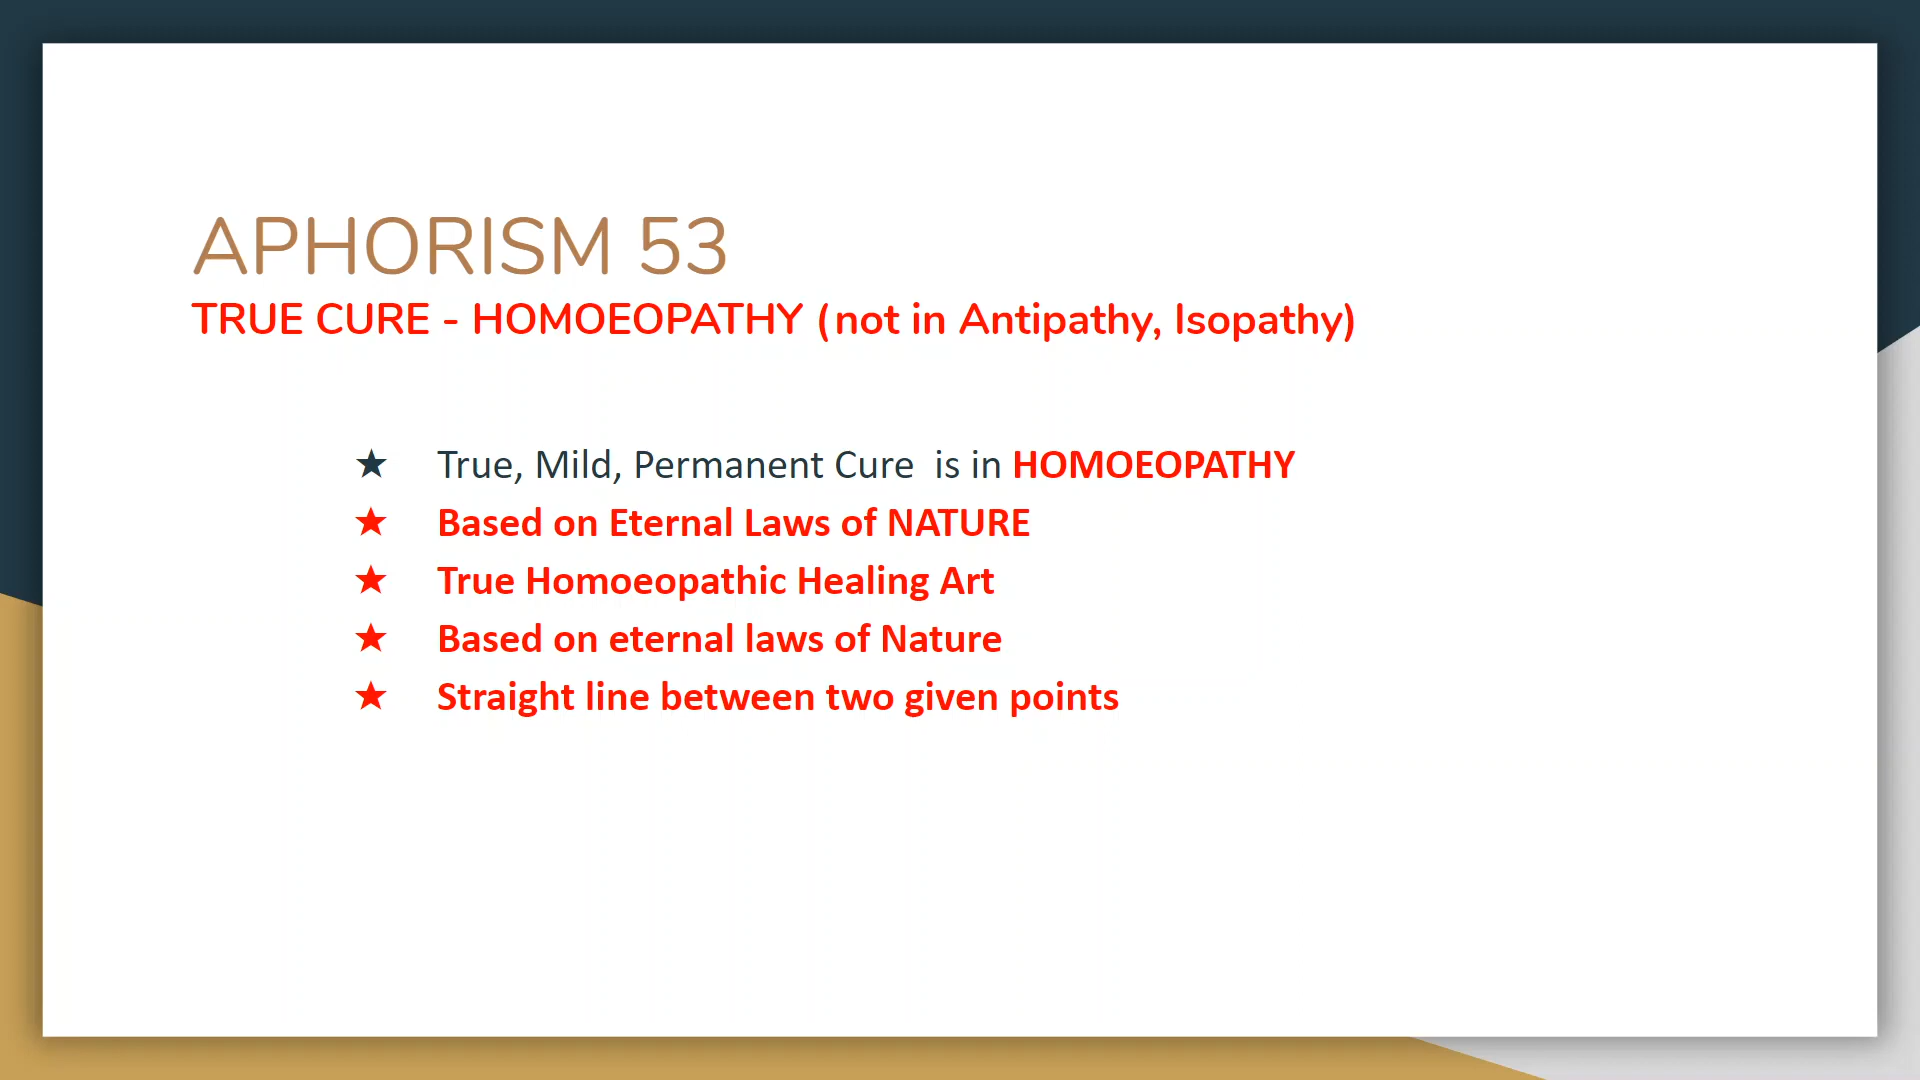 APHORISM 53
TRUE CURE - HOMOEOPATHY (not in Antipathy, Isopathy)
★ True, Mild, Permanent Cure  is in HOMOEOPATHY
★ Based on Eternal Laws of NATURE
★ True Homoeopathic Healing Art
★ Based on eternal laws of Nature
★ Straight line between two given points